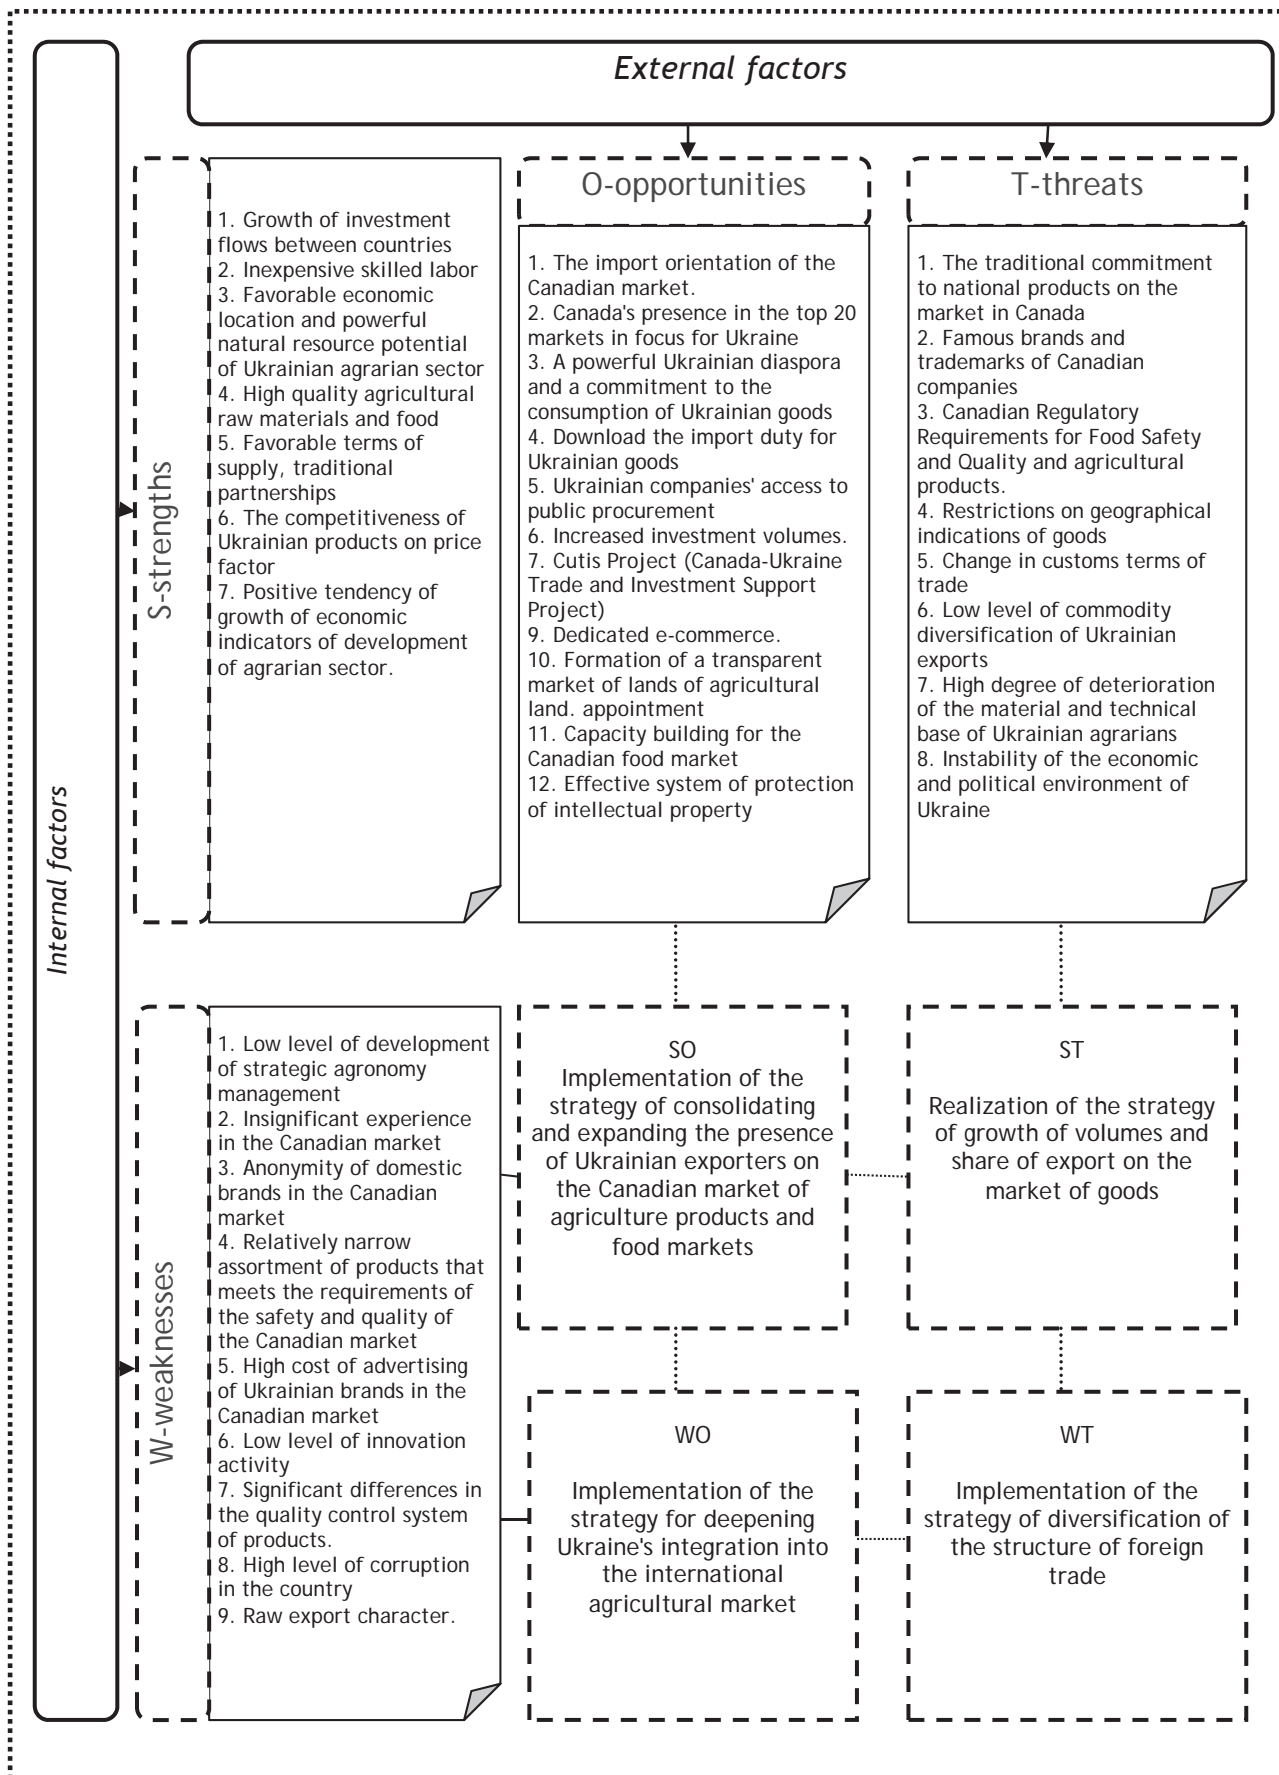 External factors
Internal factors
S-strengths
1. Growth of investment
flows between countries
2. Inexpensive skilled labor
3. Favorable economic
location and powerful
natural resource potential
of Ukrainian agrarian sector
4. High quality agricultural
raw materials and food
5. Favorable terms of
supply, traditional
partnerships
6. The competitiveness of
Ukrainian products on price
factor
7. Positive tendency of
growth of economic
indicators of development
of agrarian sector.
O-opportunities
1. The import orientation of the
Canadian market.
2. Canada's presence in the top 20
markets in focus for Ukraine
3. A powerful Ukrainian diaspora
and a commitment to the
consumption of Ukrainian goods
4. Download the import duty for
Ukrainian goods
5. Ukrainian companies' access to
public procurement
6. Increased investment volumes.
7. Cutis Project (Canada-Ukraine
Trade and Investment Support
Project)
9. Dedicated e-commerce.
10. Formation of a transparent
market of lands of agricultural
land. appointment
11. Capacity building for the
Canadian food market
12. Effective system of protection
of intellectual property
T-threats
1. The traditional commitment
to national products on the
market in Canada
2. Famous brands and
trademarks of Canadian
companies
3. Canadian Regulatory
Requirements for Food Safety
and Quality and agricultural
products.
4. Restrictions on geographical
indications of goods
5. Change in customs terms of
trade
6. Low level of commodity
diversification of Ukrainian
exports
7. High degree of deterioration
of the material and technical
base of Ukrainian agrarians
8. Instability of the economic
and political environment of
Ukraine
W-weaknesses
1. Low level of development
of strategic agronomy
management
2. Insignificant experience
in the Canadian market
3. Anonymity of domestic
brands in the Canadian
market
4. Relatively narrow
assortment of products that
meets the requirements of
the safety and quality of
the Canadian market
5. High cost of advertising
of Ukrainian brands in the
Canadian market
6. Low level of innovation
activity
7. Significant differences in
the quality control system
of products.
8. High level of corruption
in the country
9. Raw export character.
SO
Implementation of the
strategy of consolidating
and expanding the presence
of Ukrainian exporters on
the Canadian market of
agriculture products and
food markets
ST
Realization of the strategy
of growth of volumes and
share of export on the
market of goods
WO
Implementation of the
strategy for deepening
Ukraine's integration into
the international
agricultural market
WT
Implementation of the
strategy of diversification of
the structure of foreign
trade